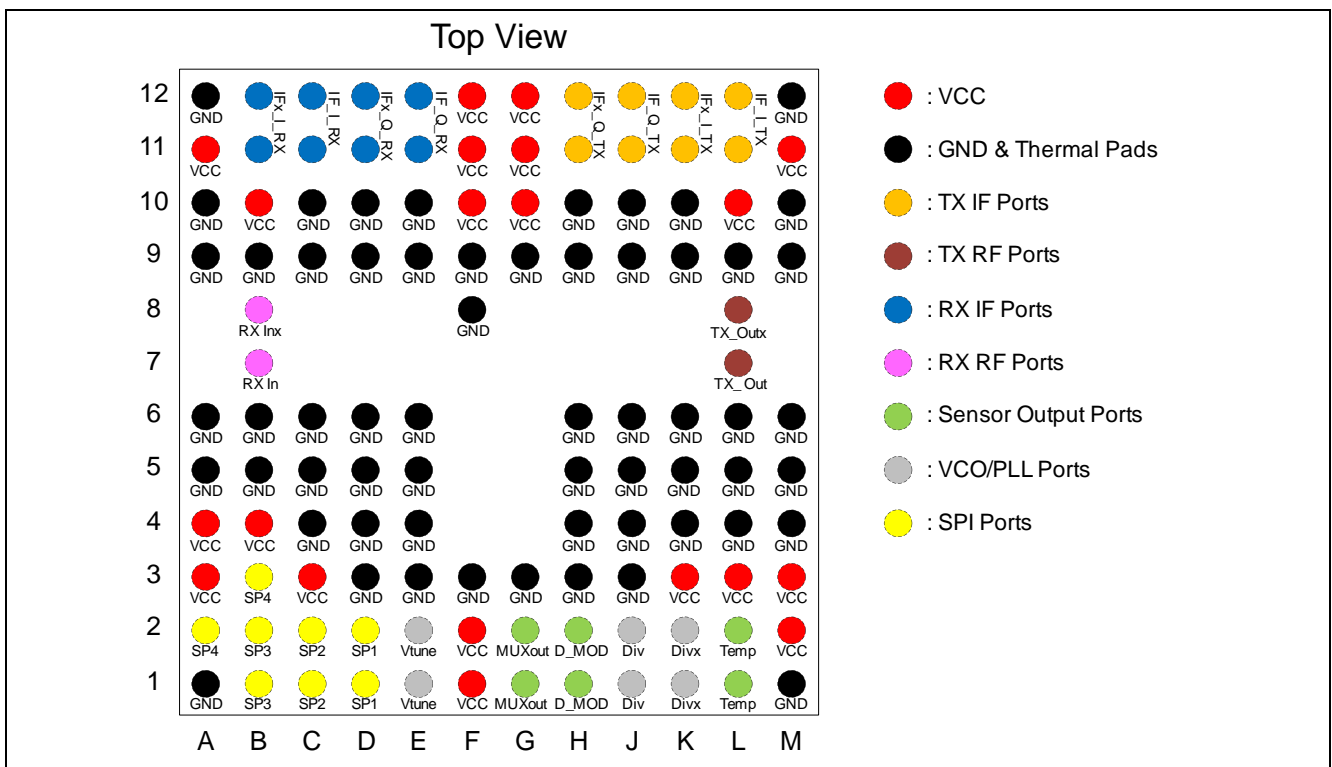 Top View
12
GND
IFx_I_RX
IF_I_RX
IFx_Q_RX
IF_Q_RX
VCC VCC
IFx_Q_TX
IF_Q_TX
IFx_I_TX
IF_I_TX
GND
11
VCC VCC VCC VCC
10
GND VCC GND GND GND VCC VCC GND GND GND VCC GND
9
GND GND GND GND GND GND GND GND GND GND GND GND
8
RX Inx GND TX_Outx
7
RX In TX_ Out
6
GND GND GND GND GND GND GND GND GND GND
5
GND GND GND GND GND GND GND GND GND GND
4
VCC VCC GND GND GND GND GND GND GND GND
3
VCC SP4 VCC GND GND GND GND GND GND VCC VCC VCC
2
SP4 SP3 SP2 SP1 Vtune VCC MUXout D_MOD Div Divx Temp VCC
1
GND SP3 SP2 SP1 Vtune VCC MUXout D_MOD Div Divx Temp GND
A B C D E F G H J K L M
: VCC
: GND & Thermal Pads
: TX IF Ports
: TX RF Ports
: RX IF Ports
: RX RF Ports
: Sensor Output Ports
: VCO/PLL Ports
: SPI Ports